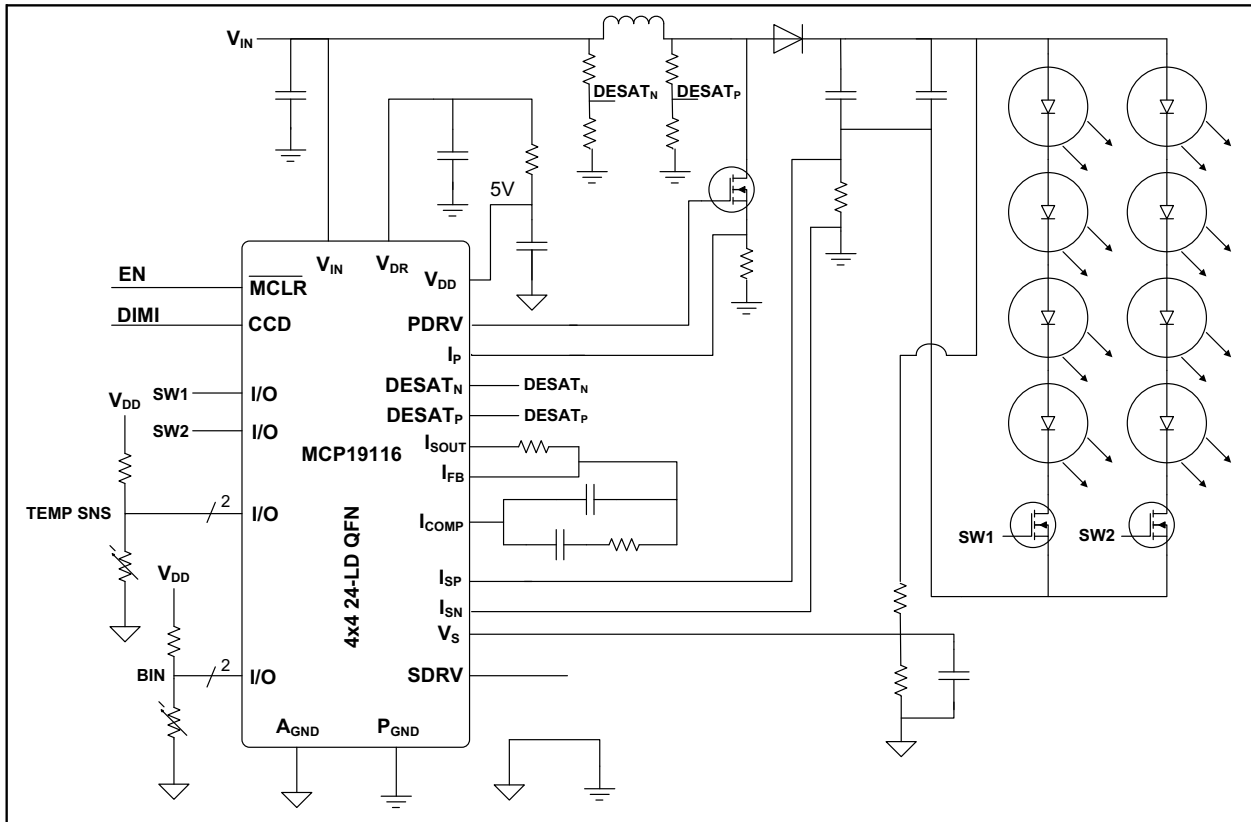 VIN
DESATN
DESATP
5V
VIN
VDR
VDD
EN
MCLR
DIMI
CCD
PDRV
IP
SW1
I/O
DESATN
DESATN
VDD
SW2
I/O
DESATP
DESATP
MCP19116
ISOUT
IFB
TEMP SNS
2
I/O
ICOMP
SW1
SW2
4x4 24-LD QFN
VDD
ISP
ISN
VS
BIN
2
I/O
SDRV
AGND
PGND